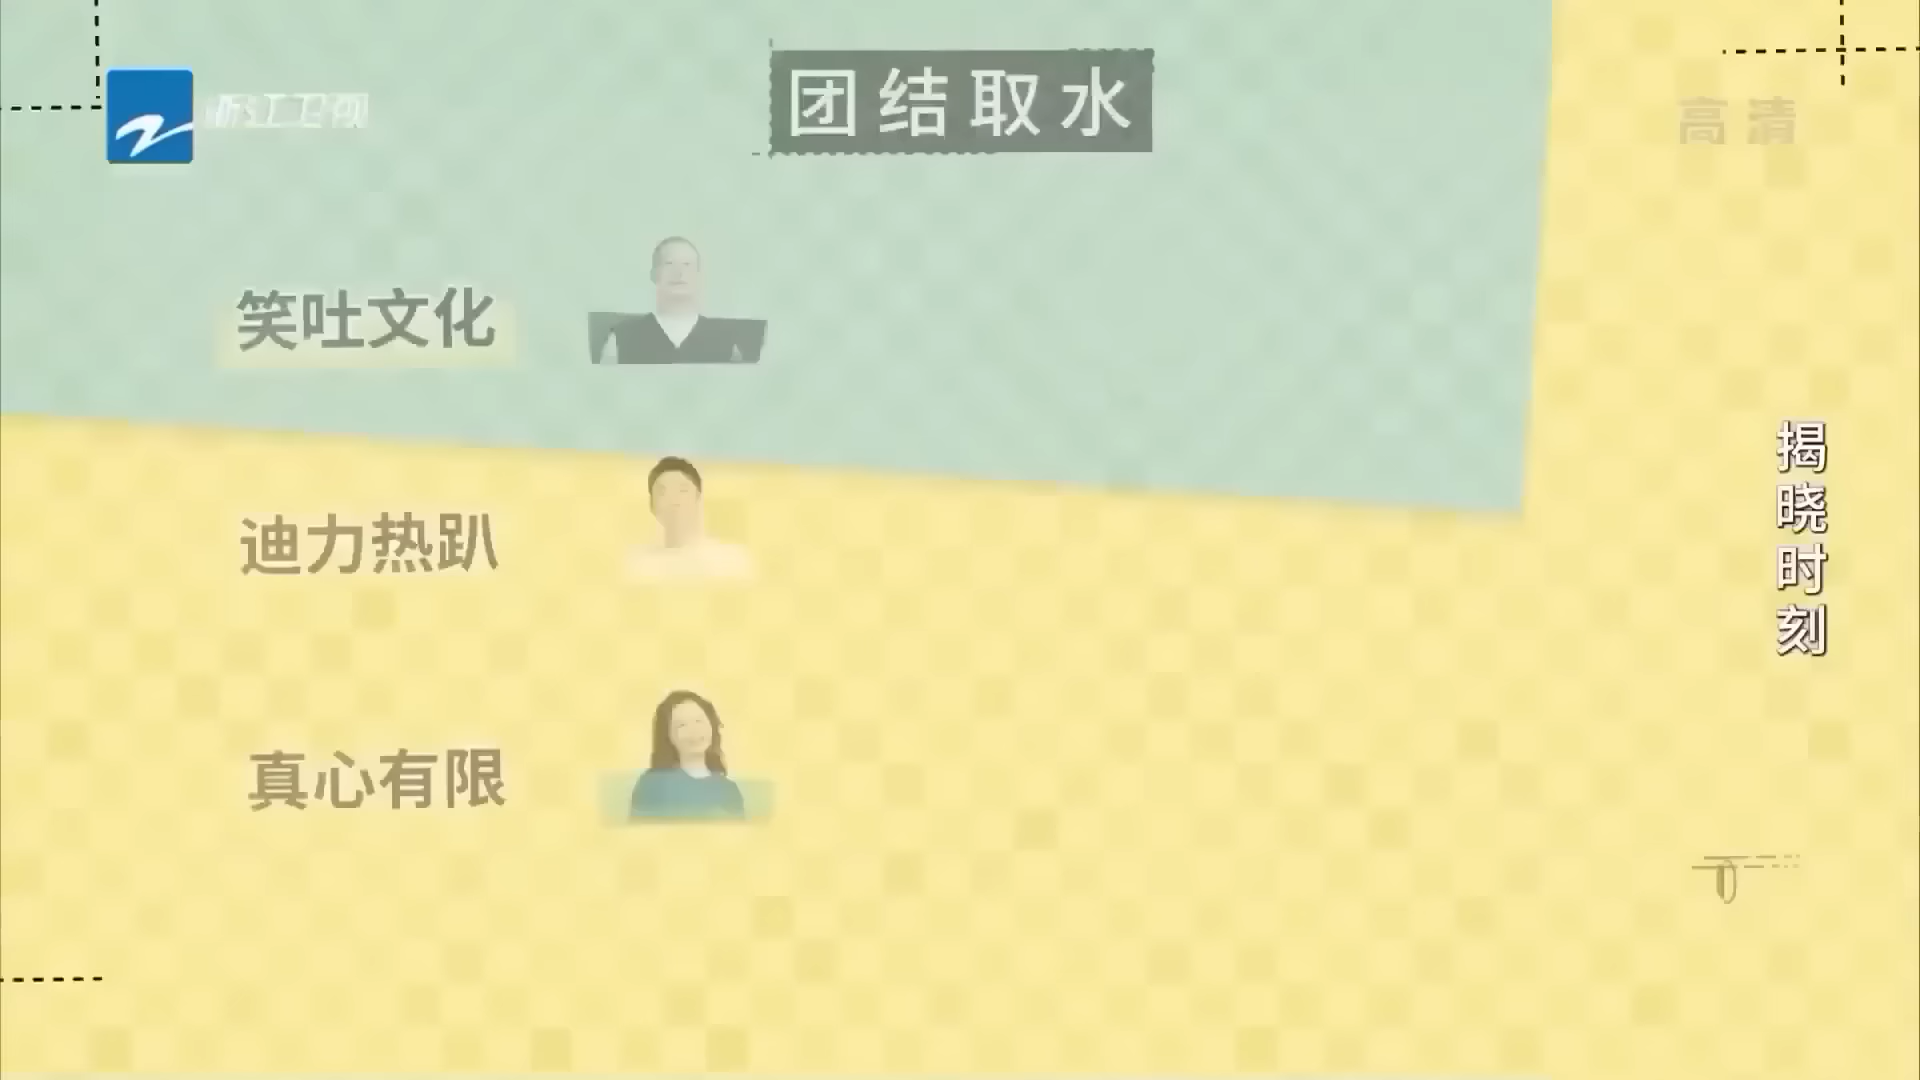 浙江卫视
团结取水
高清
笑吐文化
迪力热趴
真心有限
揭晓时刻